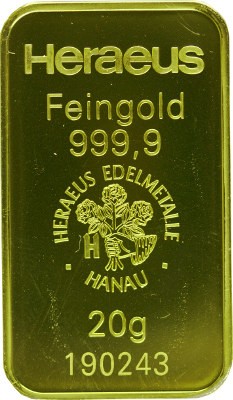 Heraeus
Feingold
999,9
HERAEUS EDELMETALLE
H
· HANAU ·
20g
190243